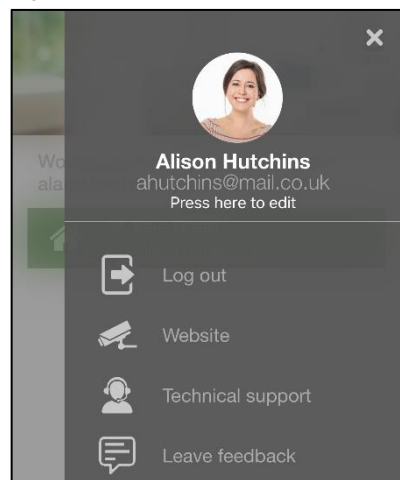 Alison Hutchins
ahutchins@mail.co.uk
Press here to edit
Log out
Website
Technical support
Leave feedback